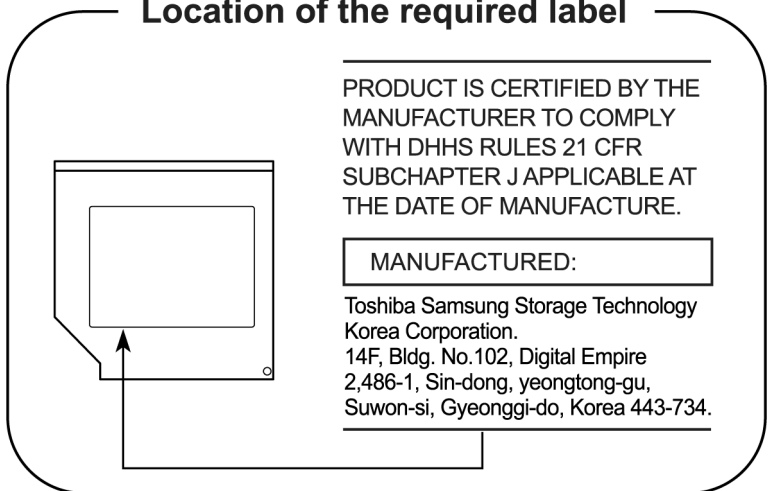 Location of the required label
PRODUCT IS CERTIFIED BY THE
MANUFACTURER TO COMPLY
WITH DHHS RULES 21 CFR
SUBCHAPTER J APPLICABLE AT
THE DATE OF MANUFACTURE.
MANUFACTURED:
Toshiba Samsung Storage Technology
Korea Corporation.
14F, Bldg. No.102, Digital Empire
2,486-1, Sin-dong, yeongtong-gu,
Suwon-si, Gyeonggi-do, Korea 443-734.